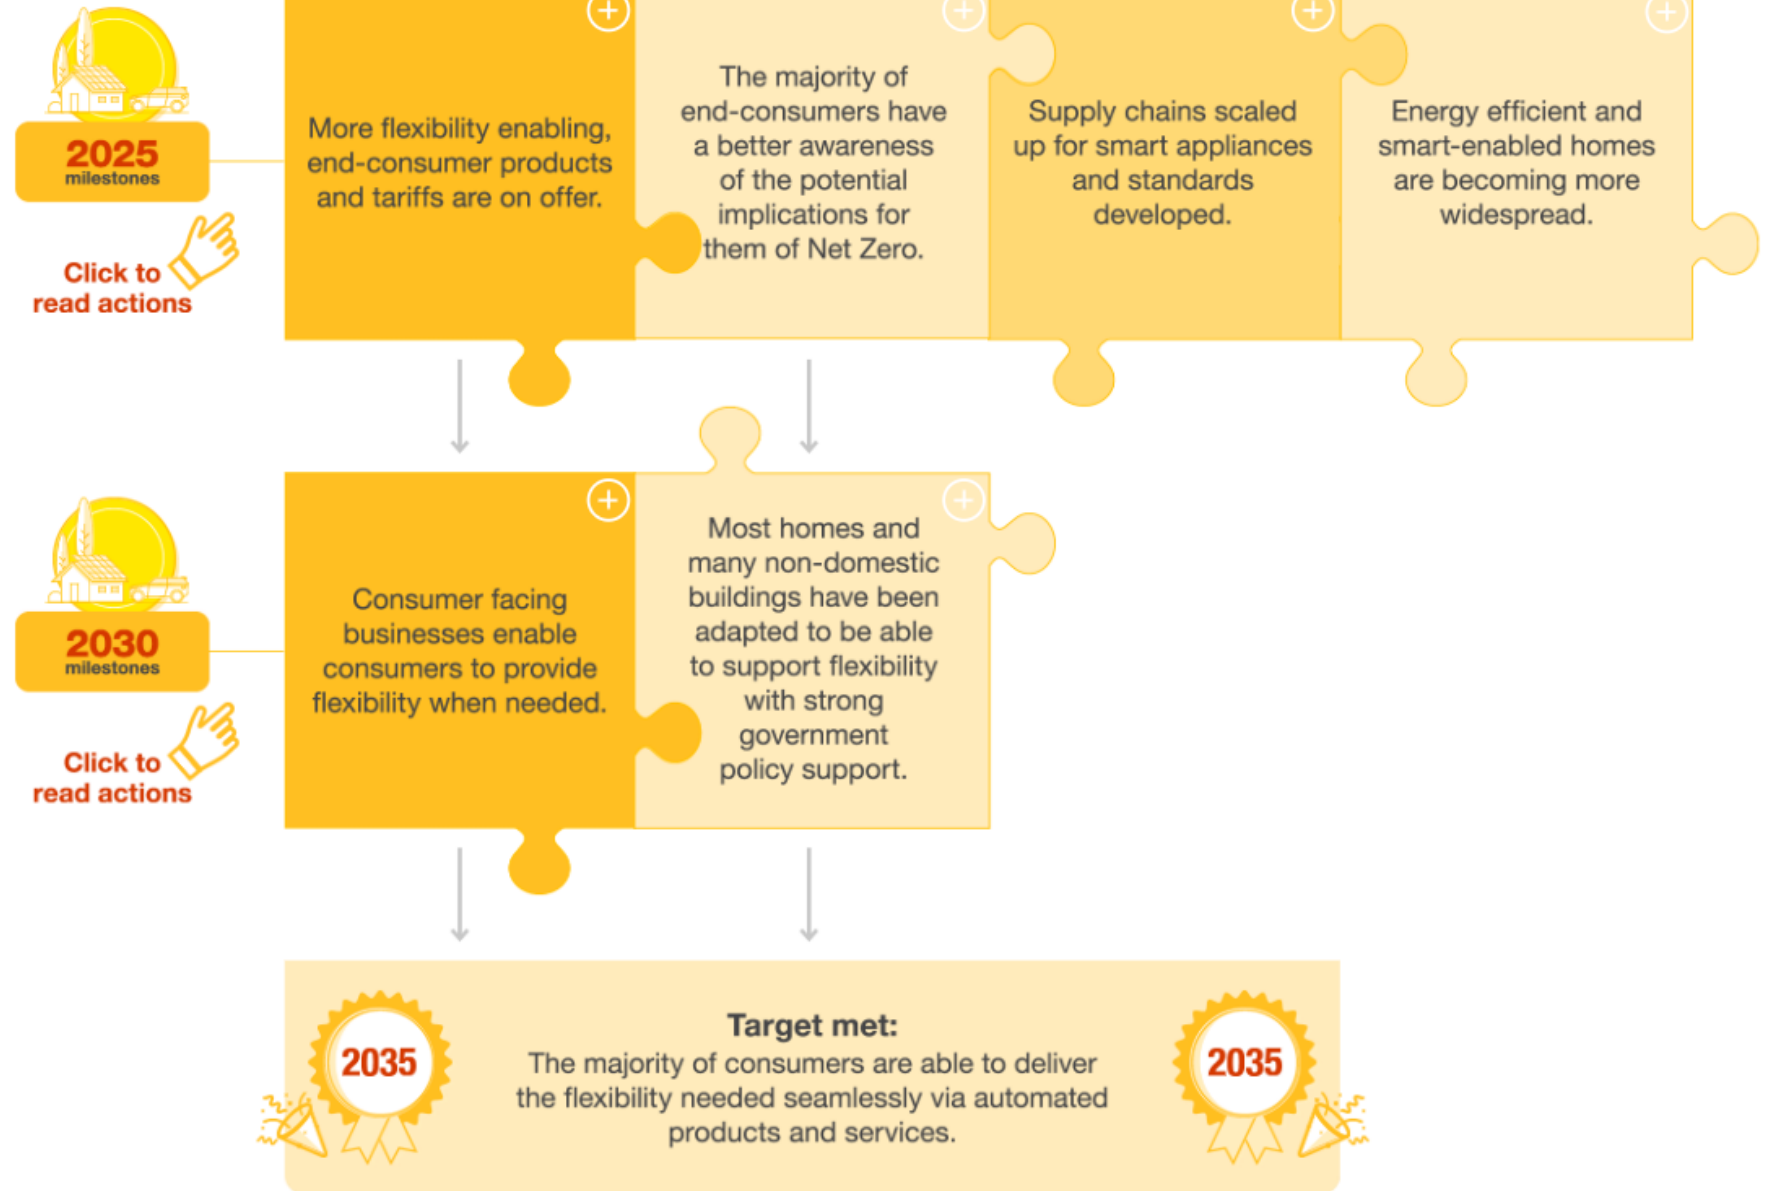 2025
milestones
Click to
read actions
More flexibility enabling,
end-consumer products
and tariffs are on offer.
The majority of
end-consumers have
a better awareness
of the potential
implications for
them of Net Zero.
Supply chains scaled
up for smart appliances
and standards
developed.
Energy efficient and
smart-enabled homes
are becoming more
widespread.
2030
milestones
Click to
read actions
Consumer facing
businesses enable
consumers to provide
flexibility when needed.
Most homes and
many non-domestic
buildings have been
adapted to be able
to support flexibility
with strong
government
policy support.
2035
Target met:
The majority of consumers are able to deliver
the flexibility needed seamlessly via automated
products and services.
2035